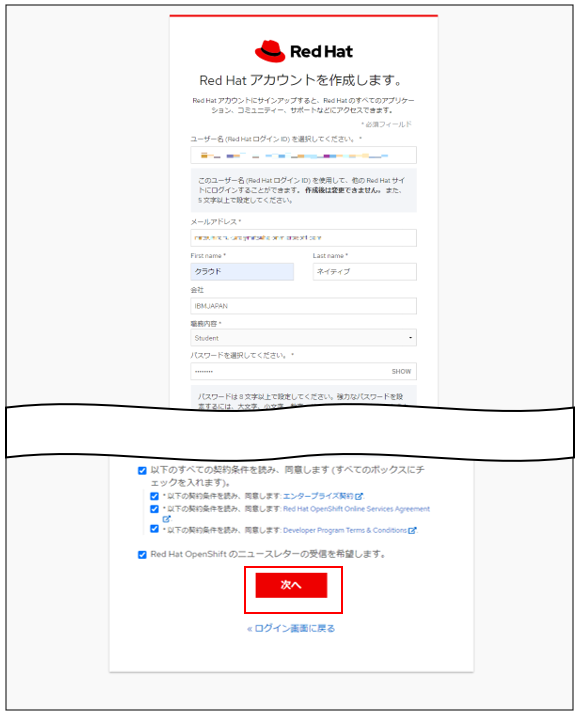 Red Hat
Red Hat アカウントを作成します。
Red Hat アカウントにサインアップすると、Red Hat のすべてのアプリケー
ション、コミュニティー、サポートなどにアクセスできます。
* 必須フィールド
ユーザー名 (Red Hat ログイン ID) を選択してください。 *
このユーザー名 (Red Hat ログイン ID) を使用して、他の Red Hat サイ
トにログインすることができます。 作成後は変更できません。 また、
5 文字以上で設定してください。
メールアドレス *
First name * Last name *
クラウド ネイティブ
会社
IBMJAPAN
職務内容 *
Student
パスワードを選択してください。 *
•••••••• SHOW
パスワードは 8 文字以上で設定してください。強力なパスワードを設
定するには、大文字、小文字、
以下のすべての契約条件を読み、同意します (すべてのボックスにチ
ェックを入れます)。
* 以下の契約条件を読み、同意します: エンタープライズ契約
* 以下の契約条件を読み、同意します: Red Hat OpenShift Online Services Agreement
* 以下の契約条件を読み、同意します: Developer Program Terms & Conditions
Red Hat OpenShift のニュースレターの受信を希望します。
次へ
« ログイン画面に戻る